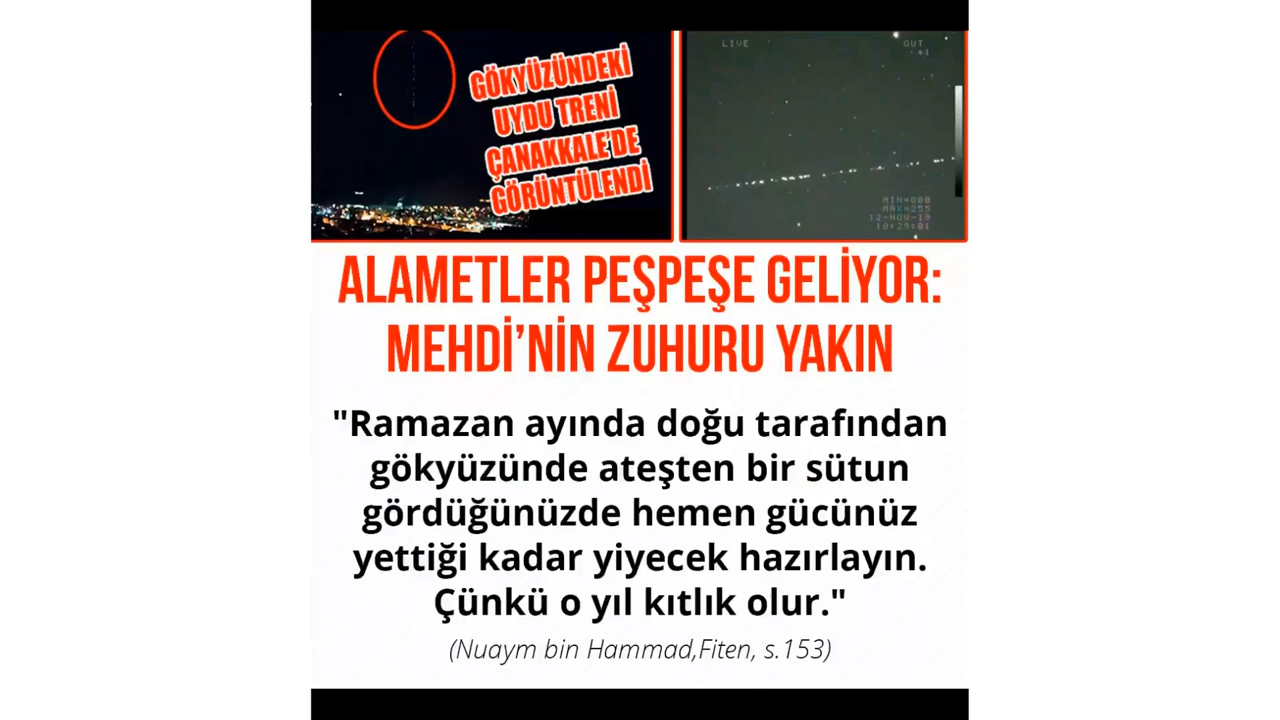 GÖKYÜZÜNDEKİ
UYDU TRENİ
ÇANAKKALE'DE
GÖRÜNTÜLENDİ
LIVE
OUT
MIN=000
MAX=255
12-NOV-19
ALAMETLER PEŞPEŞE GELİYOR:
MEHDİ'NİN ZUHURU YAKIN
"Ramazan ayında doğu tarafından
gökyüzünde ateşten bir sütun
gördüğünüzde hemen gücünüz
yettiği kadar yiyecek hazırlayın.
Çünkü o yıl kıtlık olur."
(Nuaym bin Hammad,Fiten, s.153)